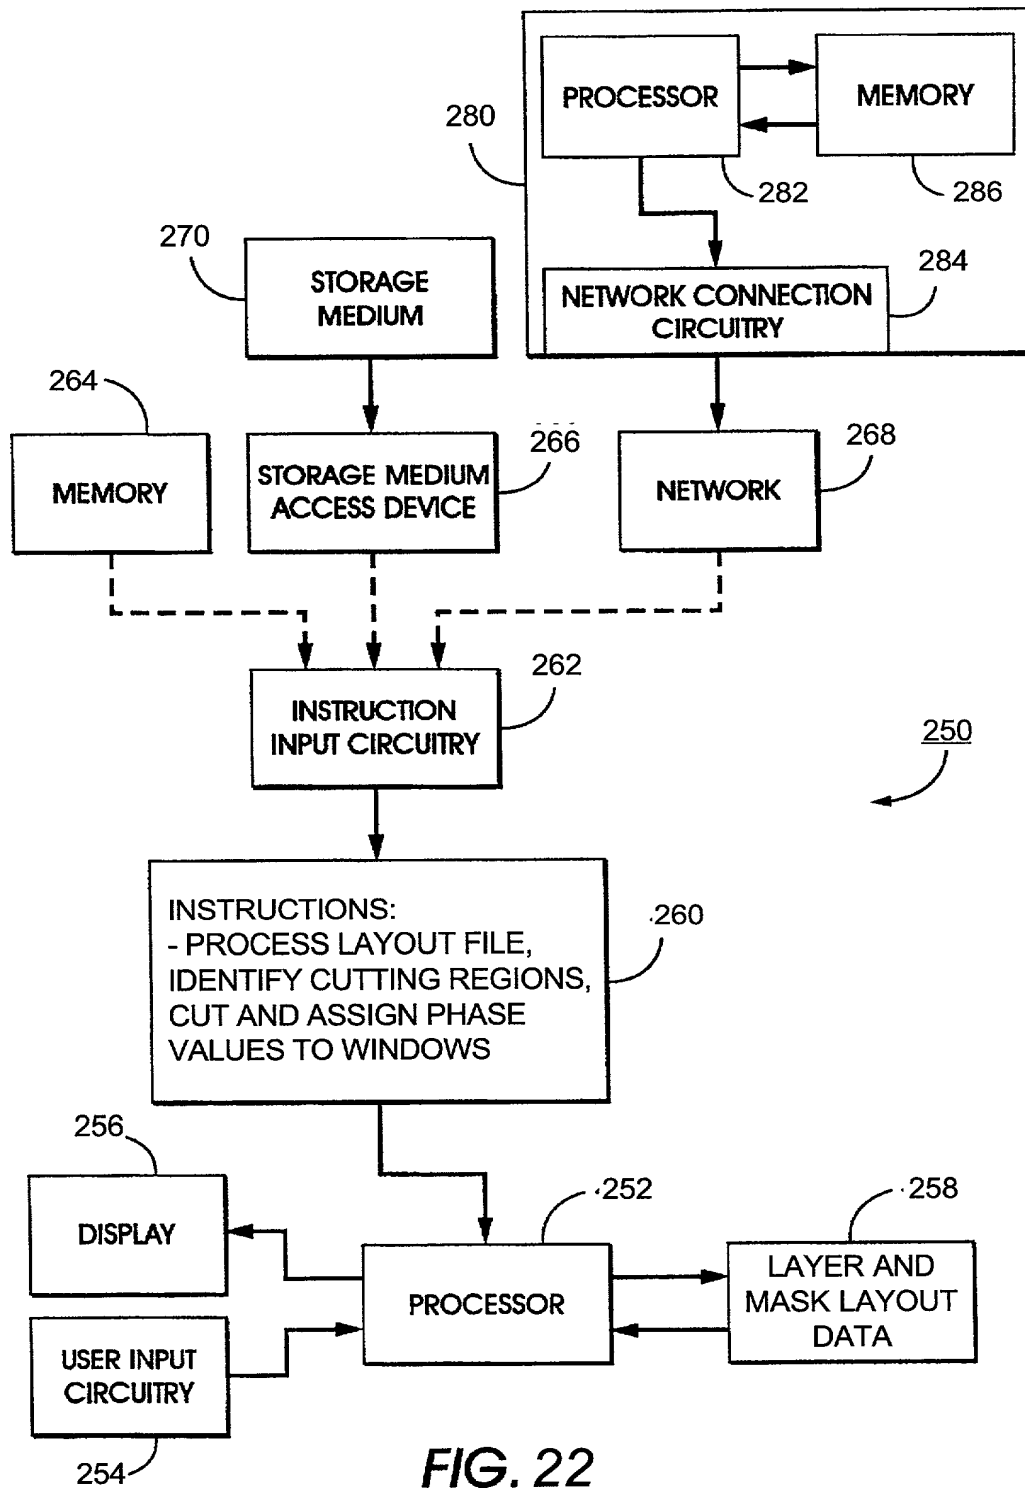 PROCESSOR
MEMORY
280
282
286
270
STORAGE
MEDIUM
NETWORK CONNECTION
CIRCUITRY
284
264
MEMORY
STORAGE MEDIUM
ACCESS DEVICE
266
NETWORK
268
262
INSTRUCTION
INPUT CIRCUITRY
250
INSTRUCTIONS:
- PROCESS LAYOUT FILE,
IDENTIFY CUTTING REGIONS,
CUT AND ASSIGN PHASE
VALUES TO WINDOWS
260
256
DISPLAY
252
PROCESSOR
258
LAYER AND
MASK LAYOUT
DATA
USER INPUT
CIRCUITRY
254
FIG. 22